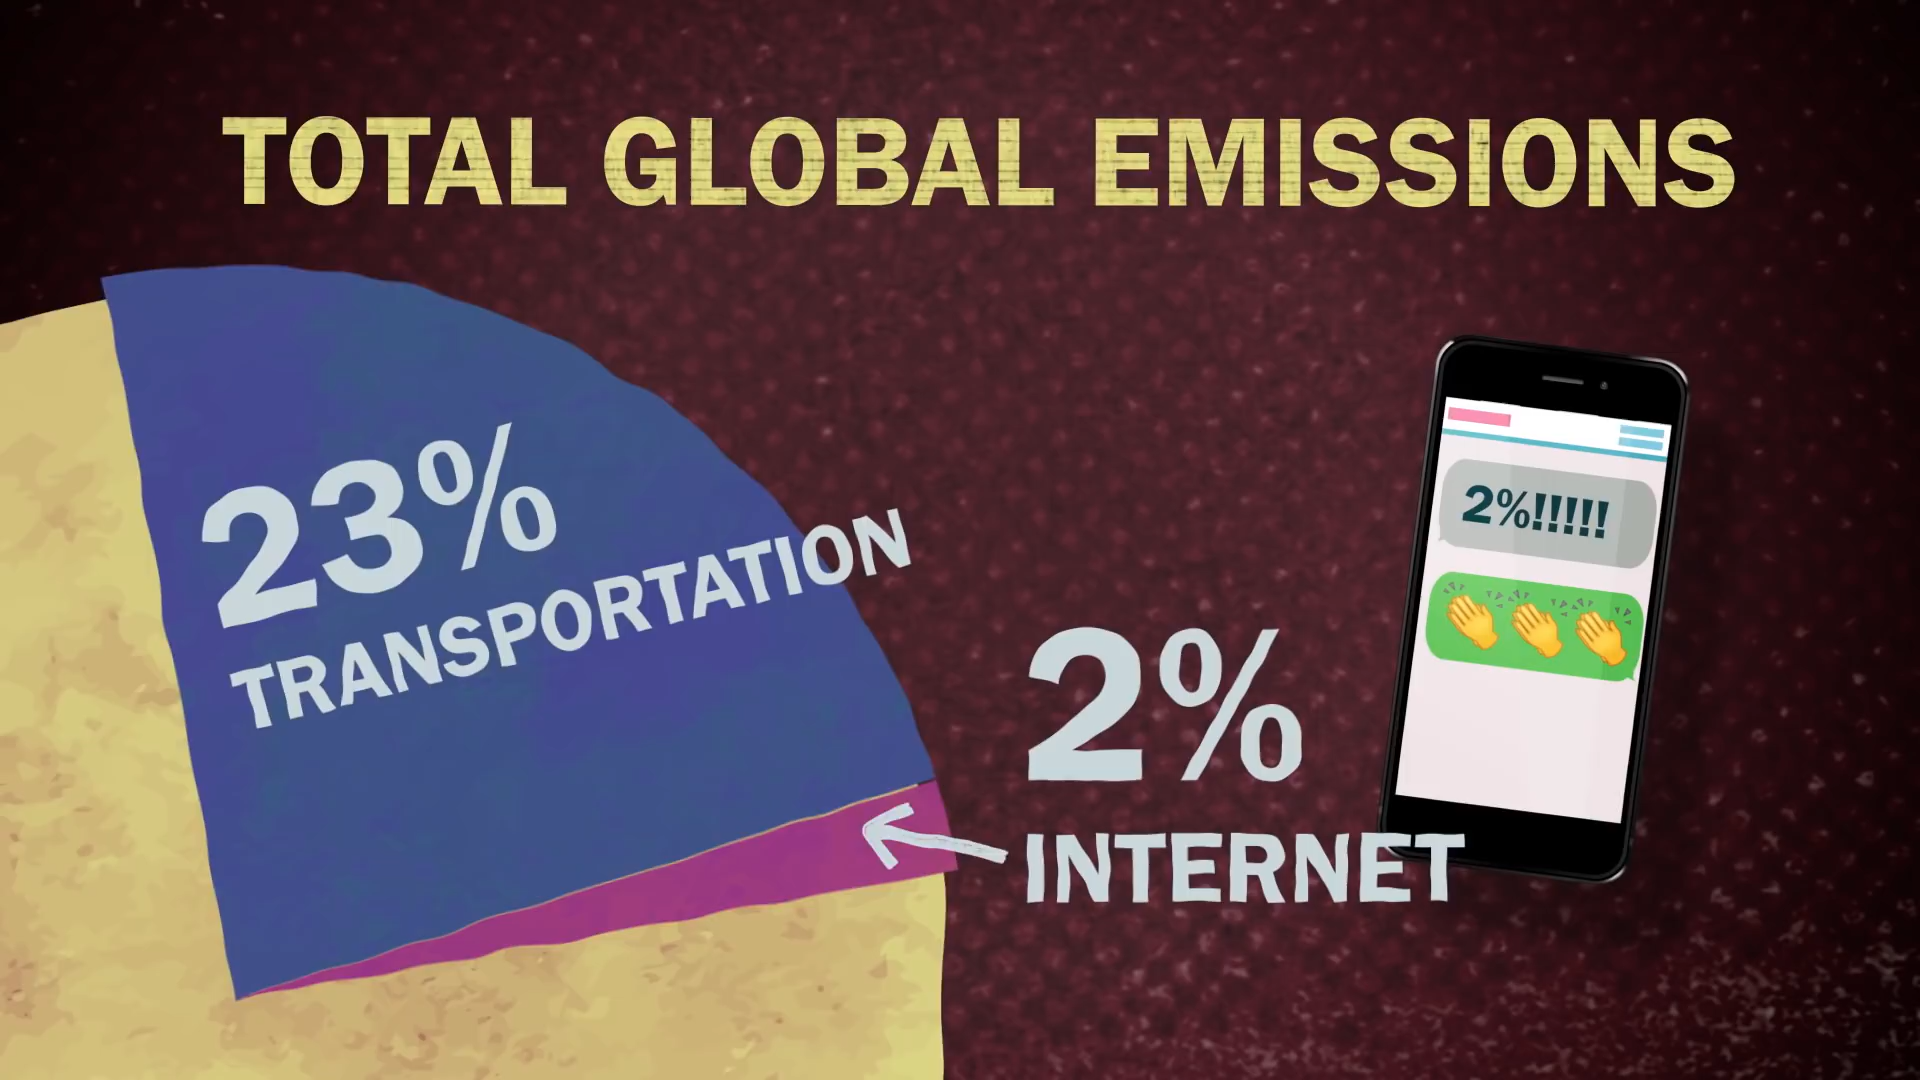 TOTAL GLOBAL EMISSIONS
23%
TRANSPORTATION
2%
INTERNET
2%!!!!!